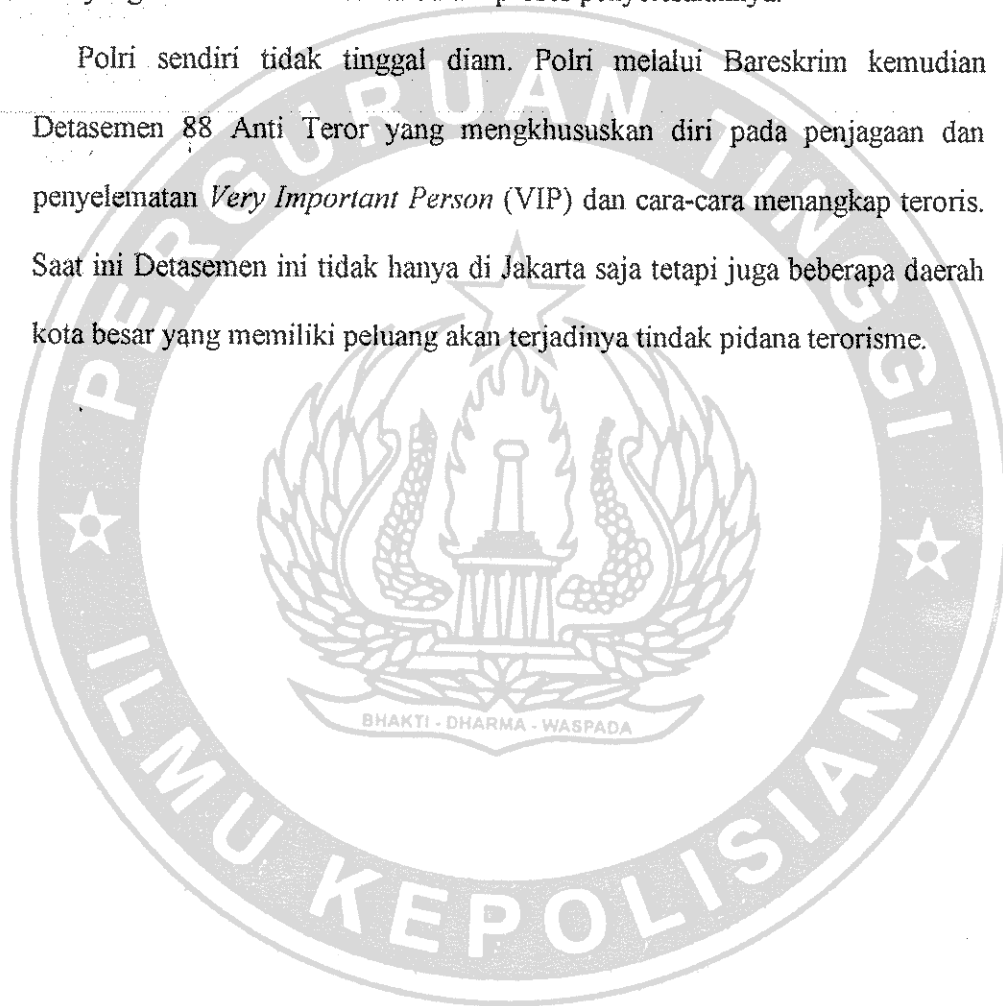 Polri sendiri tidak tinggal diam. Polri melalui Bareskrim kemudian
Detasemen 88 Anti Teror yang mengkhususkan diri pada penjagaan dan
penyelematan Very Important Person (VIP) dan cara-cara menangkap teroris.
Saat ini Detasemen ini tidak hanya di Jakarta saja tetapi juga beberapa daerah
kota besar yang memiliki peluang akan terjadinya tindak pidana terorisme.
PERGURUAN TINGGI
BHAKTI - DHARMA - WASPADA
ILMU KEPOLISIAN